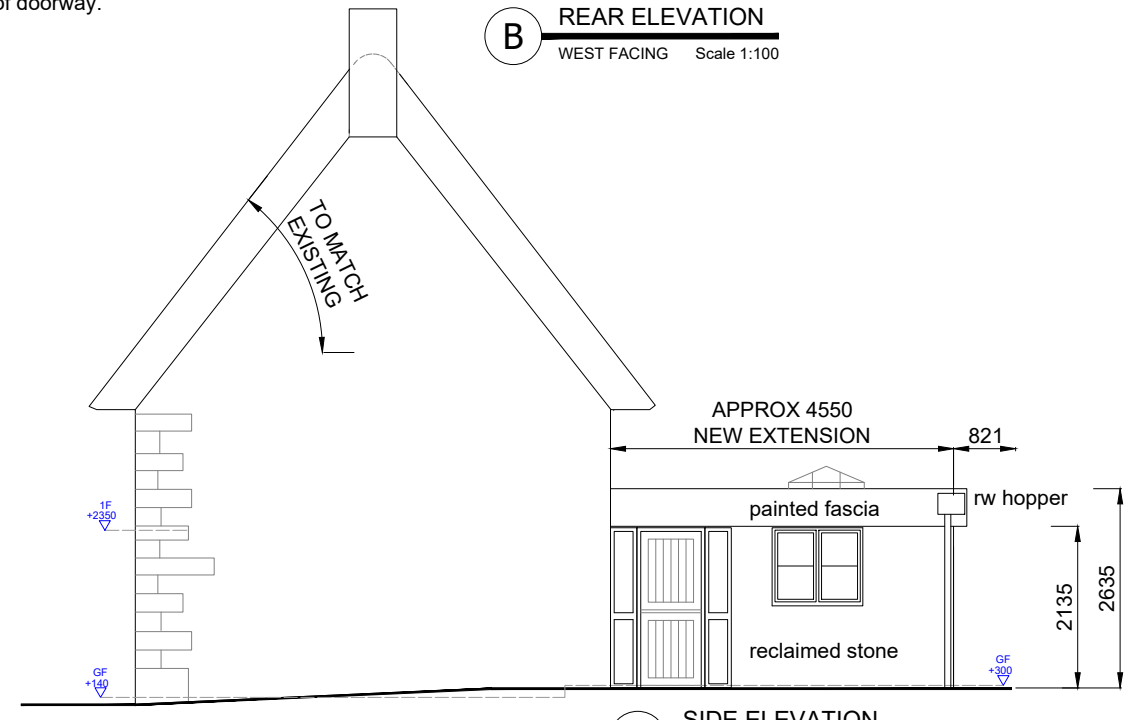 of doorway.
B
REAR ELEVATION
WEST FACING Scale 1:100
TO MATCH
EXISTING
APPROX 4550
NEW EXTENSION
821
painted fascia
rw hopper
1F
+2350
2135
2635
reclaimed stone
GF
+140
GF
+300
SIDE ELEVATION